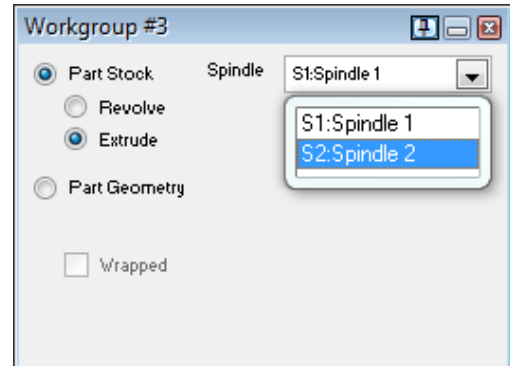 Workgroup #3
Part Stock Spindle S1:Spindle 1
Revolve
S1:Spindle 1
Extrude
S2:Spindle 2
Part Geometry
Wrapped